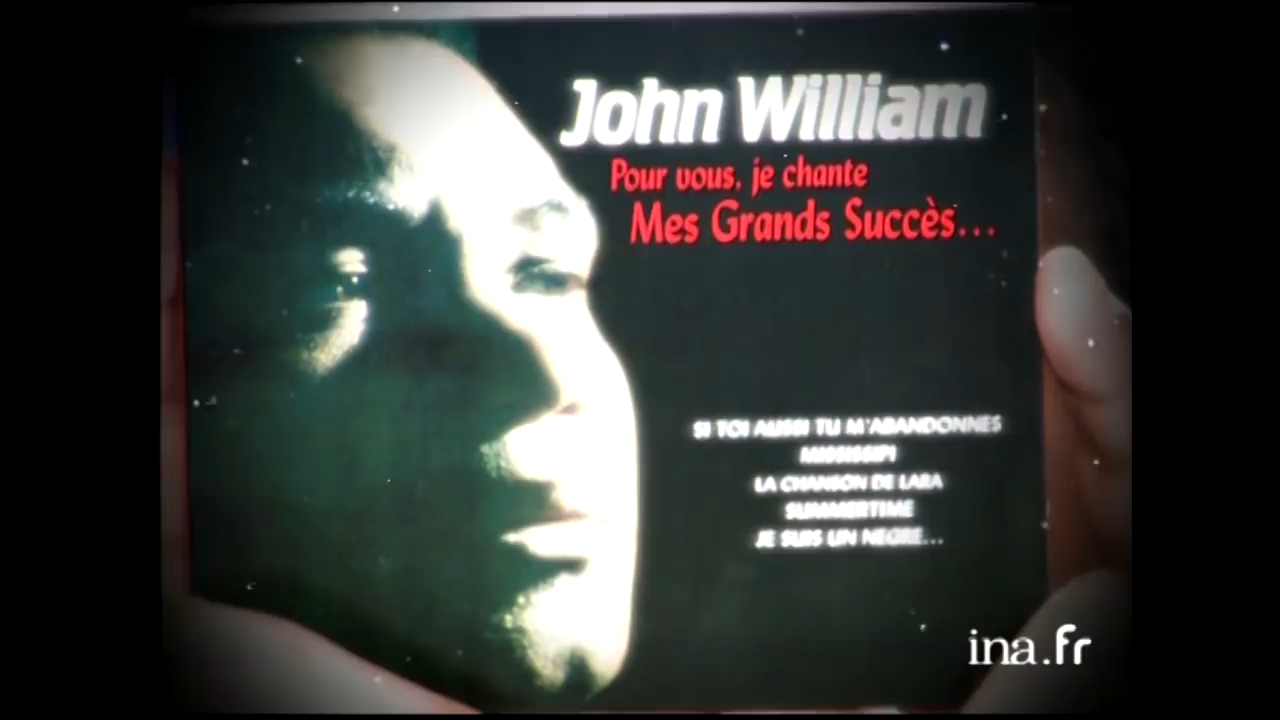 John William
Pour vous, je chante
Mes Grands Succès...
SI TOI AUSSI TU M'ABANDONNES
MISSISSIPI
LA CHANSON DE LARA
SUMMERTIME
JE SUIS UN NEGRE...
ina.fr